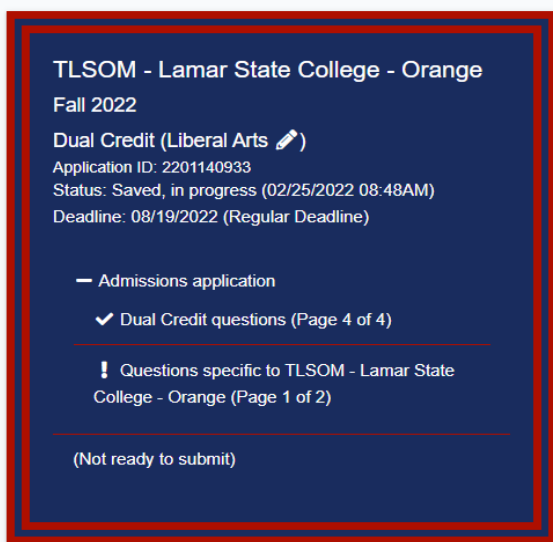 TLSOM - Lamar State College - Orange
Fall 2022
Dual Credit (Liberal Arts )
Application ID: 2201140933
Status: Saved, in progress (02/25/2022 08:48AM)
Deadline: 08/19/2022 (Regular Deadline)
Admissions application
Dual Credit questions (Page 4 of 4)
Questions specific to TLSOM - Lamar State
College - Orange (Page 1 of 2)
(Not ready to submit)